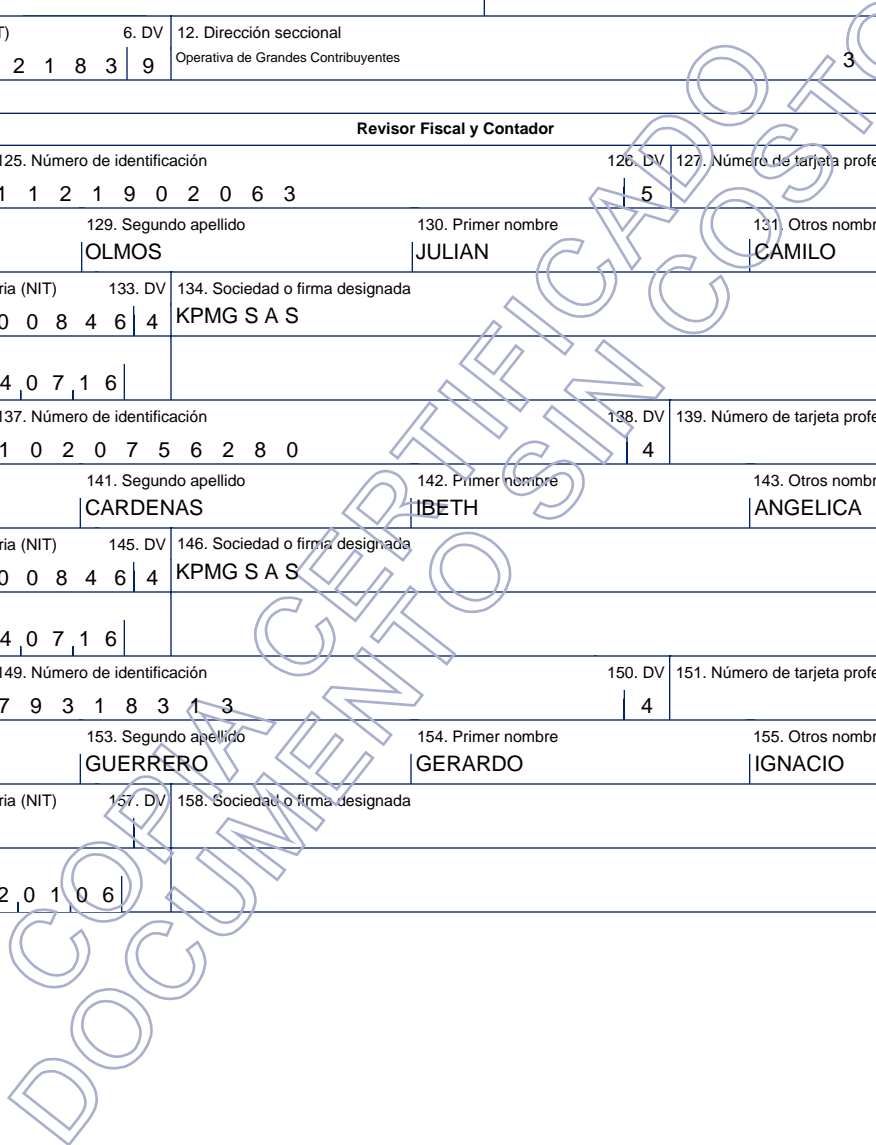 T) 6. DV 12. Dirección seccional
2 1 8 3 9 Operativa de Grandes Contribuyentes 3
Revisor Fiscal y Contador
125. Número de identificación 126. DV 127. Número de tarjeta profe
1 1 2 1 9 0 2 0 6 3 5
129. Segundo apellido 130. Primer nombre 131. Otros nombr
OLMOS JULIAN CAMILO
ria (NIT) 133. DV 134. Sociedad o firma designada
0 0 8 4 6 4 KPMG S A S
4 0 7 1 6
137. Número de identificación 138. DV 139. Número de tarjeta profe
1 0 2 0 7 5 6 2 8 0 4
141. Segundo apellido 142. Primer nombre 143. Otros nombr
CARDENAS IBETH ANGELICA
ria (NIT) 145. DV 146. Sociedad o firma designada
0 0 8 4 6 4 KPMG S A S
4 0 7 1 6
149. Número de identificación 150. DV 151. Número de tarjeta profe
7 9 3 1 8 3 1 3 4
153. Segundo apellido 154. Primer nombre 155. Otros nombr
GUERRERO GERARDO IGNACIO
ria (NIT) 157. DV 158. Sociedad o firma designada
2 0 1 0 6
COPIA CERTIFICADO
DOCUMENTO SIN COSTO